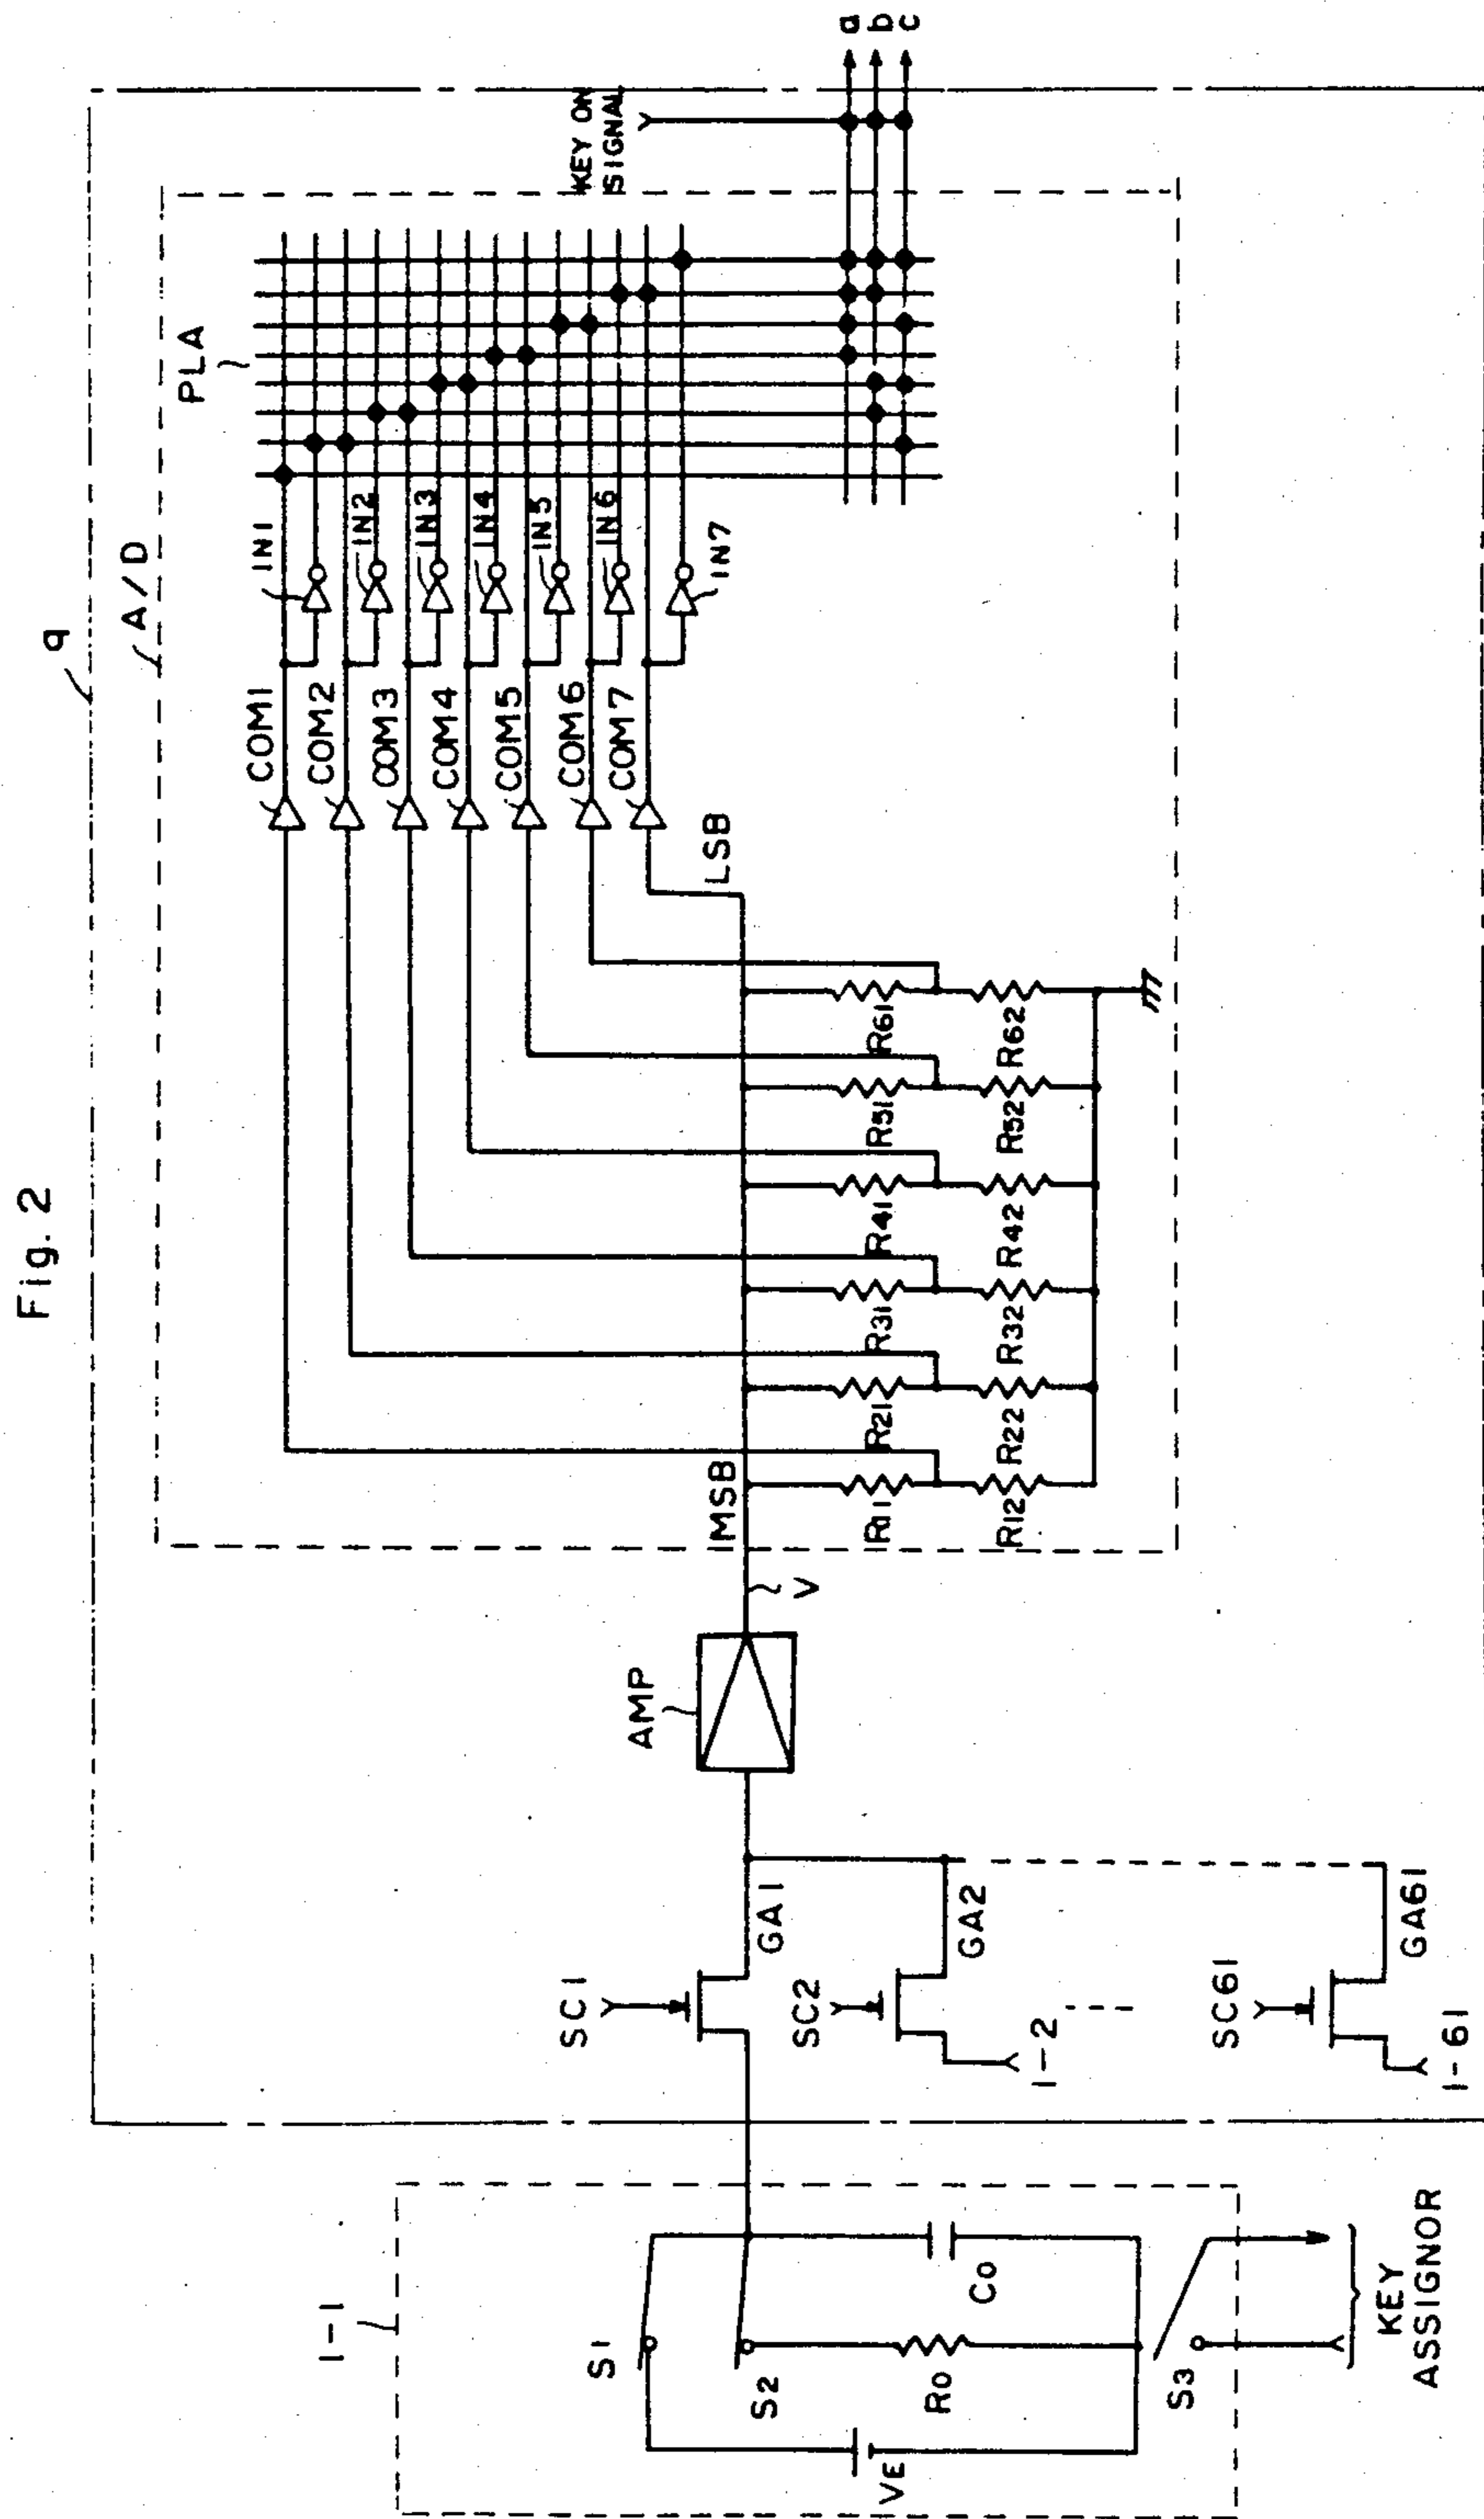 Fig. 2
q
A/D
PLA
KEY ON
SIGNAL
a
b
c
COM1
COM2
COM3
COM4
COM5
COM6
COM7
IN1
IN2
IN3
IN4
IN5
IN6
IN7
LSB
MSB
R11
R12
R21
R22
R31
R32
R41
R42
R51
R52
R61
R62
V
AMP
SC1
GA1
SC2
GA2
1-2
SC61
GA61
1-61
1-1
S1
S2
S3
VE
R0
C0
KEY
ASSIGNOR